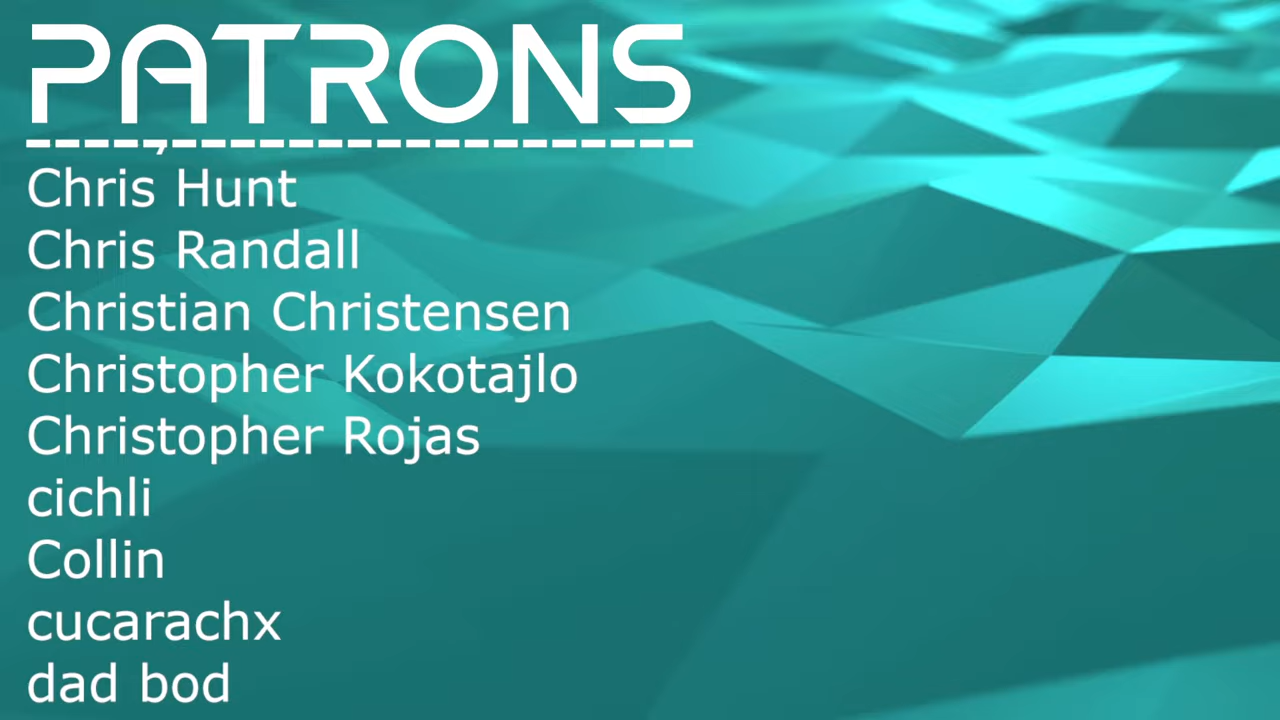 PATRONS
Chris Hunt
Chris Randall
Christian Christensen
Christopher Kokotajlo
Christopher Rojas
cichli
Collin
cucarachx
dad bod